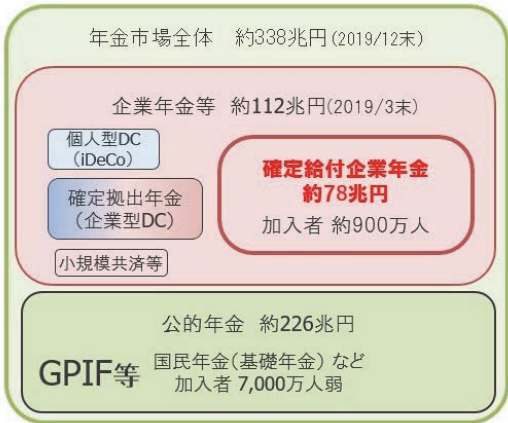 年金市場全体　約338兆円(2019/12末)
企業年金等　約112兆円(2019/3末)
個人型DC
（iDeCo）
確定拠出年金
（企業型DC）
小規模共済等
確定給付企業年金
約78兆円
加入者 約900万人
公的年金　約226兆円
GPIF等
国民年金（基礎年金）など
加入者 7,000万人弱